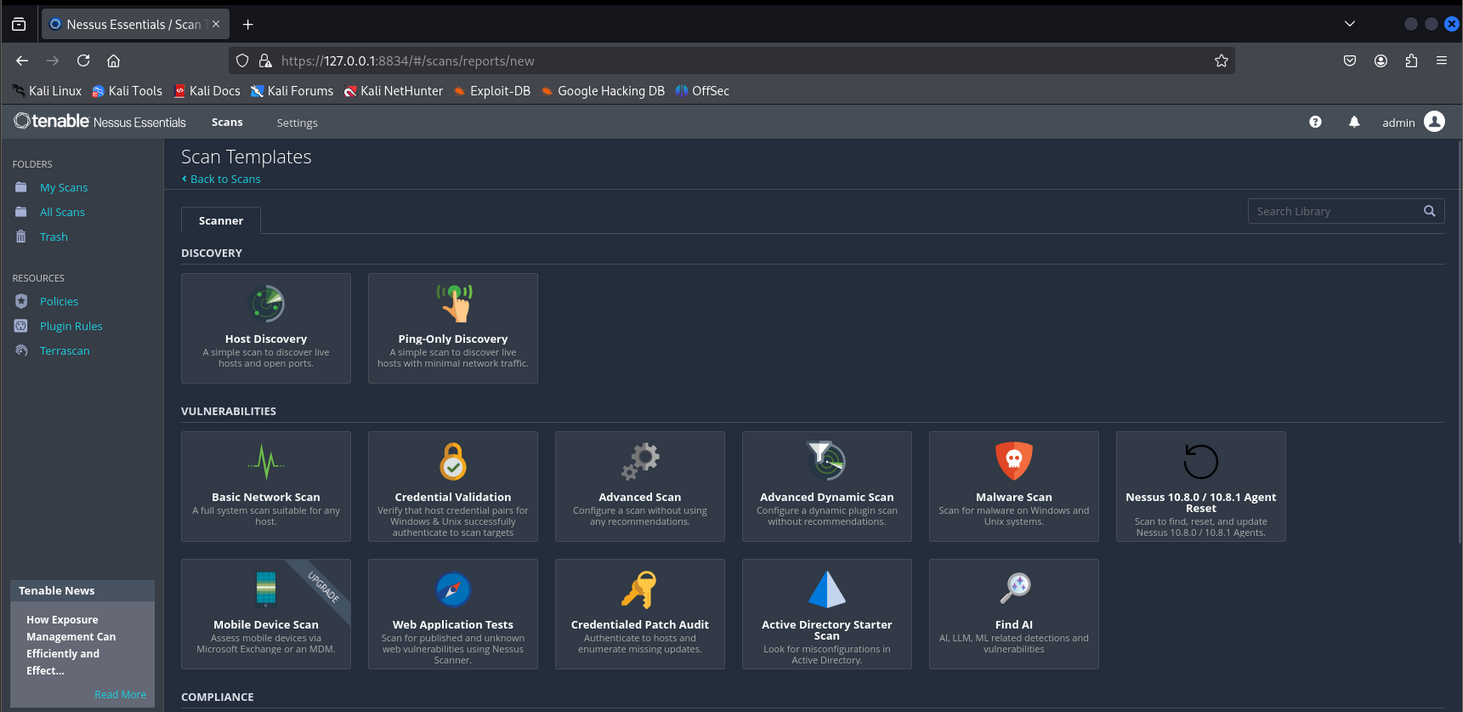 Nessus Essentials / Scan T
https://127.0.0.1:8834/#/scans/reports/new
Kali Linux Kali Tools Kali Docs Kali Forums Kali NetHunter Exploit-DB Google Hacking DB OffSec
tenable Nessus Essentials Scans Settings admin
FOLDERS
My Scans
All Scans
Trash
RESOURCES
Policies
Plugin Rules
Terrascan
Tenable News
How Exposure
Management Can
Efficiently and
Effect...
Read More
Scan Templates
Back to Scans
Scanner
Search Library
DISCOVERY
Host Discovery
A simple scan to discover live
hosts and open ports.
Ping-Only Discovery
A simple scan to discover live
hosts with minimal network traffic.
VULNERABILITIES
Basic Network Scan
A full system scan suitable for any
host.
Credential Validation
Verify that host credential pairs for
Windows & Unix successfully
authenticate to scan targets
Advanced Scan
Configure a scan without using
any recommendations.
Advanced Dynamic Scan
Configure a dynamic plugin scan
without recommendations.
Malware Scan
Scan for malware on Windows and
Unix systems.
Nessus 10.8.0 / 10.8.1 Agent
Reset
Scan to find, reset, and update
Nessus 10.8.0 / 10.8.1 Agents.
UPGRADE
Mobile Device Scan
Assess mobile devices via
Microsoft Exchange or an MDM.
Web Application Tests
Scan for published and unknown
web vulnerabilities using Nessus
Scanner.
Credentialed Patch Audit
Authenticate to hosts and
enumerate missing updates.
Active Directory Starter
Scan
Look for misconfigurations in
Active Directory.
Find AI
AI, LLM, ML related detections and
vulnerabilities
COMPLIANCE